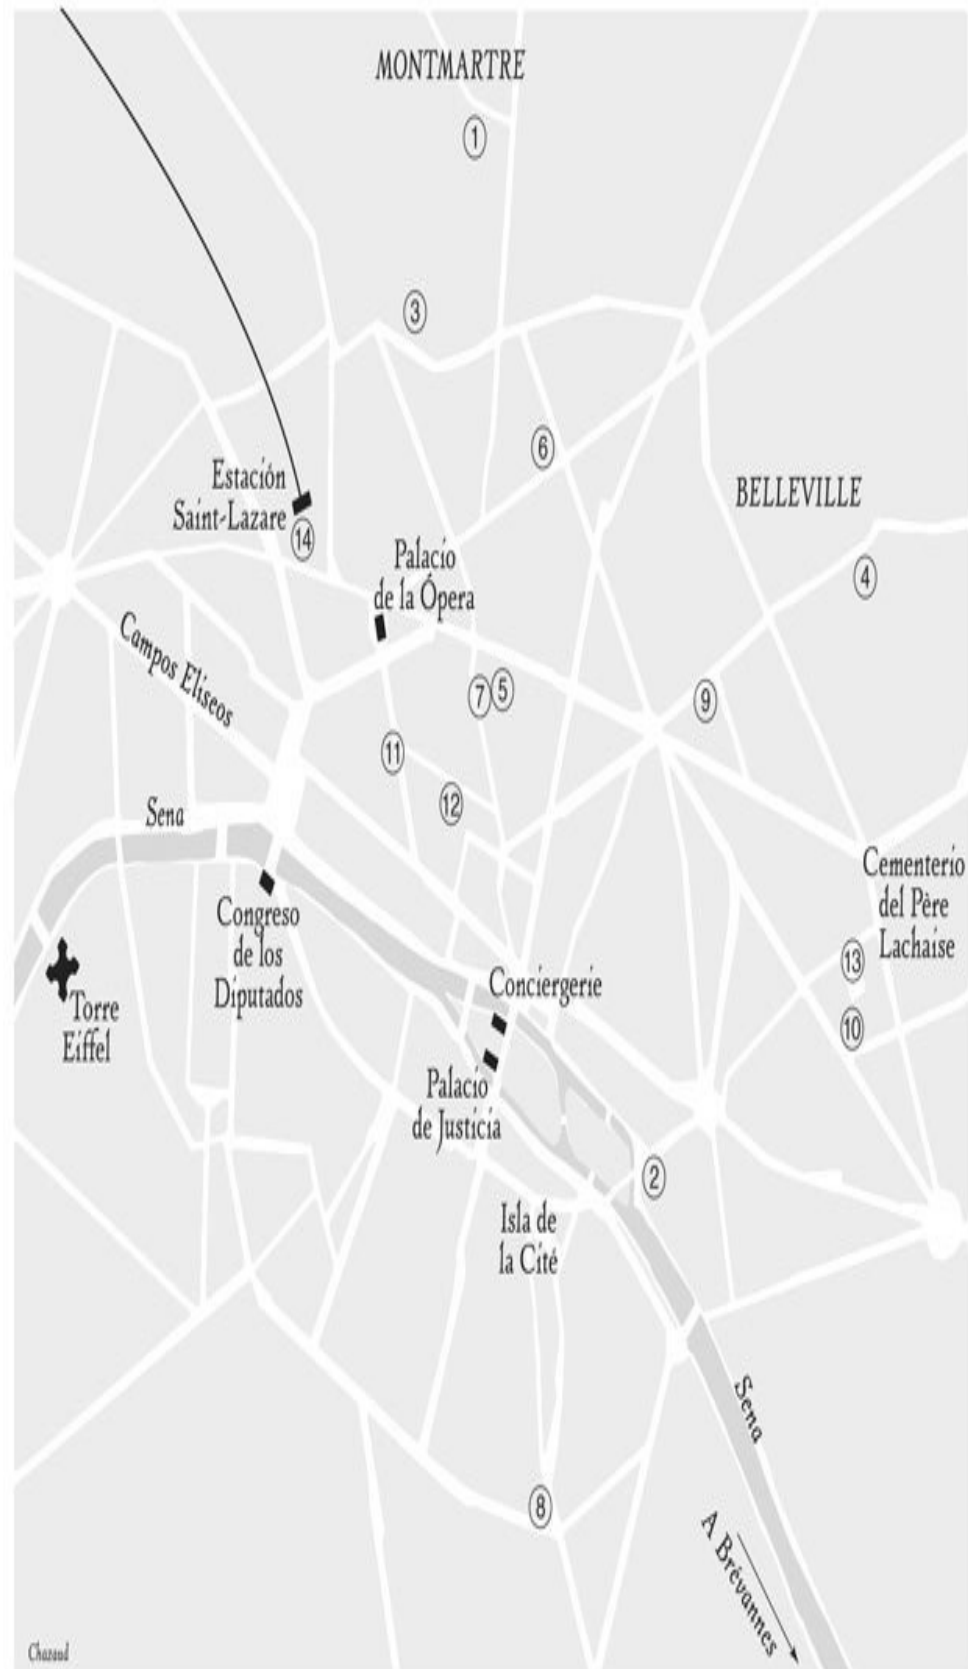 MONTMARTRE
1
3
6
Estación
Saint-Lazare
14
BELLEVILLE
Palacio
de la Ópera
4
Campos Elíseos
7
5
9
11
12
Sena
Cementerio
del Père
Lachaise
Congreso
de los
Diputados
13
Conciergerie
Torre
Eiffel
10
Palacio
de Justicia
2
Isla de
la Cité
Sena
8
A Brévannes
Chazaud